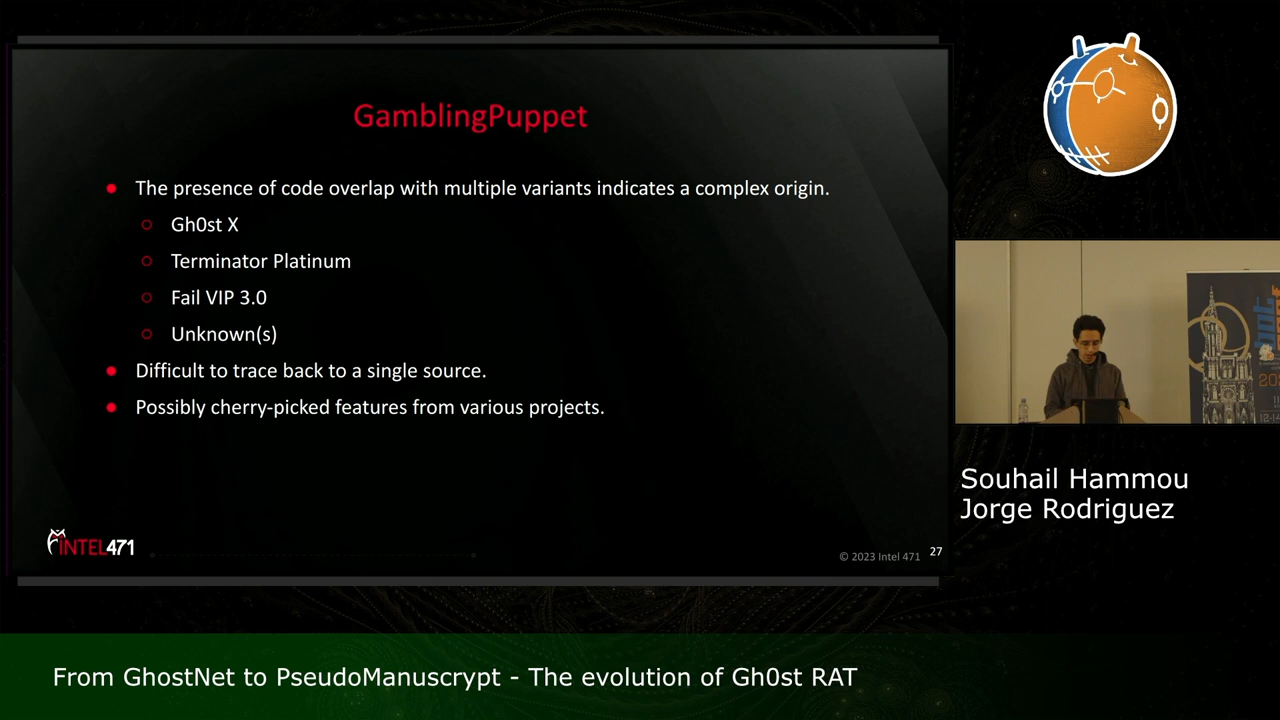 GamblingPuppet
The presence of code overlap with multiple variants indicates a complex origin.
Gh0st X
Terminator Platinum
Fail VIP 3.0
Unknown(s)
Difficult to trace back to a single source.
Possibly cherry-picked features from various projects.
INTEL471
© 2023 Intel 471
27
Souhail Hammou
Jorge Rodriguez
From GhostNet to PseudoManuscrypt - The evolution of Gh0st RAT